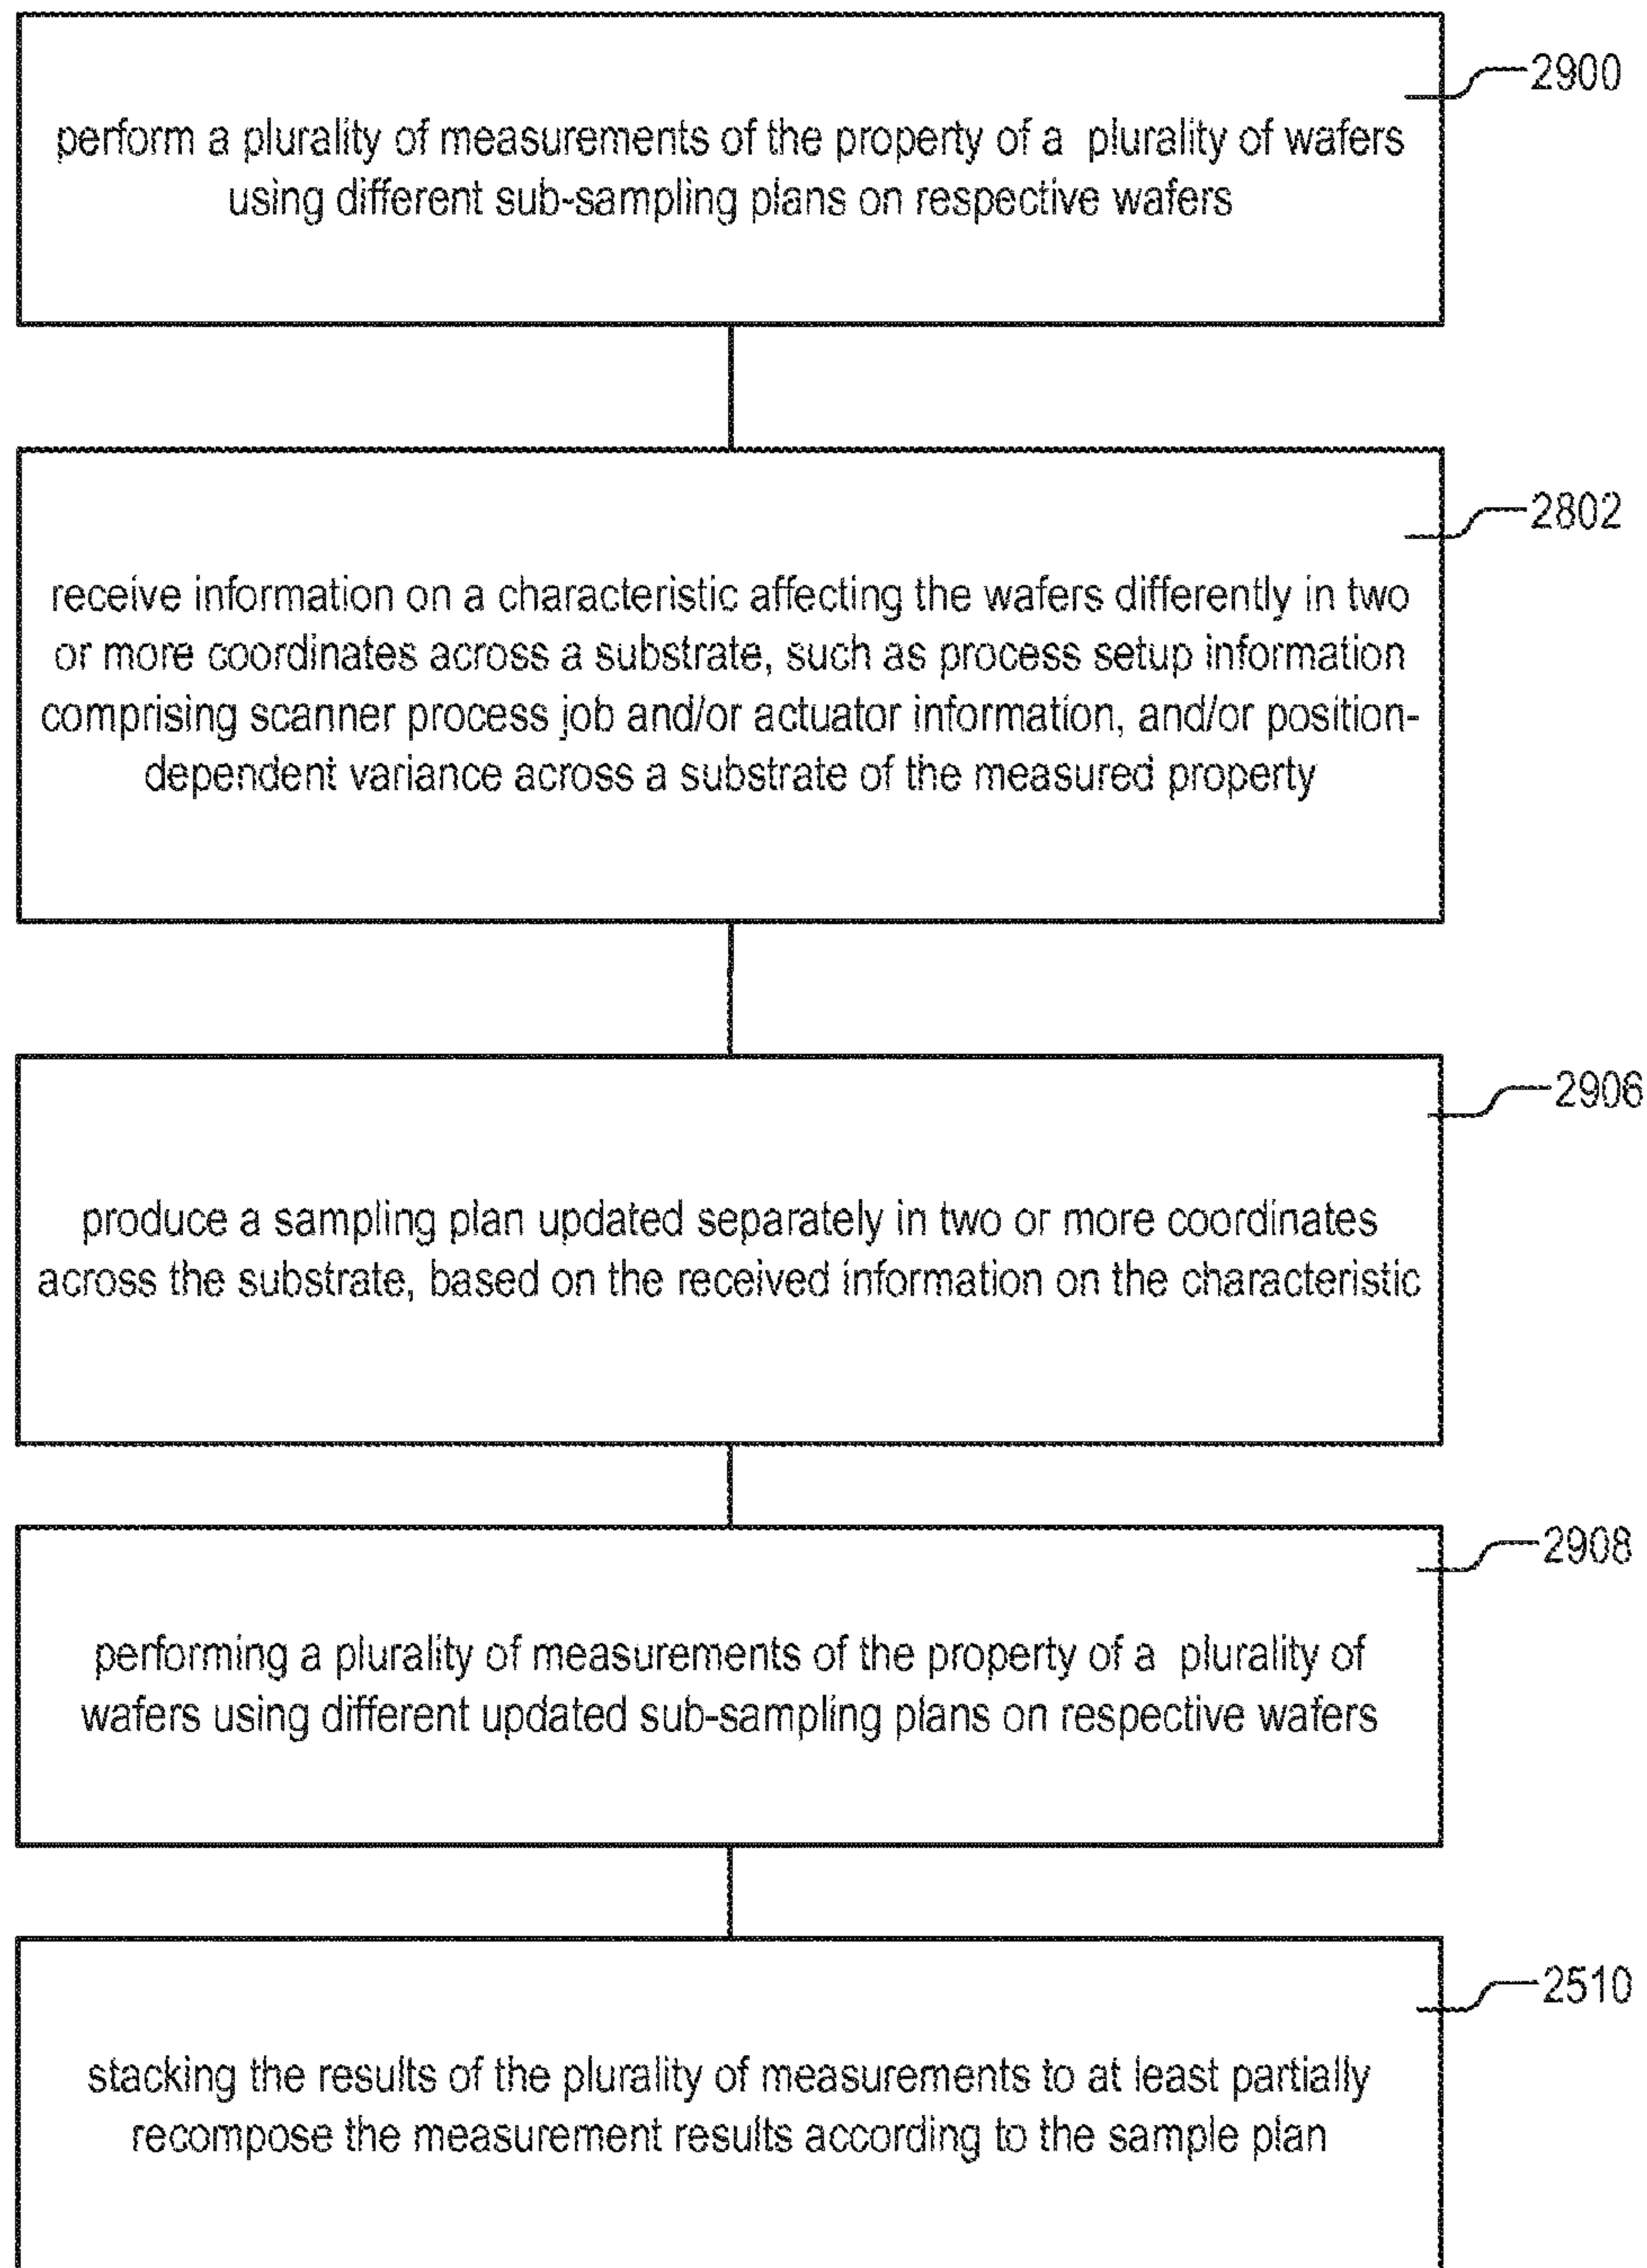 2900
perform a plurality of measurements of the property of a plurality of wafers
using different sub-sampling plans on respective wafers
2802
receive information on a characteristic affecting the wafers differently in two
or more coordinates across a substrate, such as process setup information
comprising scanner process job and/or actuator information, and/or position-
dependent variance across a substrate of the measured property
2906
produce a sampling plan updated separately in two or more coordinates
across the substrate, based on the received information on the characteristic
2908
performing a plurality of measurements of the property of a plurality of
wafers using different updated sub-sampling plans on respective wafers
2510
stacking the results of the plurality of measurements to at least partially
recompose the measurement results according to the sample plan